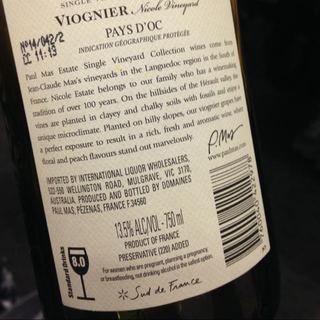 SINGLE
VIOGNIER Nicole Vineyard
PAYS D'OC
INDICATION GÉOGRAPHIQUE PROTÉGÉE
Nº14/042/2
11:19
Paul Mas Estate Single Vineyard Collection wines come from
Jean-Claude Mas's vineyards in the Languedoc region in the south of
France. Nicole Estate belongs to our family who has a winemaking
tradition of over 100 years. On the hillsides of the Hérault valley the
vines are planted in clayey and chalky soils with fossils and enjoy a
unique microclimate. Planted on hilly slopes, our viognier grapes have
a perfect exposure to result in a rich, fresh and aromatic wine, where
floral and peach flavours stand out marvelously.
P. Mas
www.paulmas.com
IMPORTED BY INTERNATIONAL LIQUOR WHOLESALERS,
522-550 WELLINGTON ROAD, MULGRAVE, VIC 3170,
AUSTRALIA. PRODUCED AND BOTTLED BY DOMAINES
PAUL MAS, PÉZENAS, FRANCE F.34560
13.5% ALC/VOL - 750 ml
PRODUCT OF FRANCE
PRESERVATIVE (220) ADDED
Standard Drinks
8.0
For women who are pregnant, planning a pregnancy,
or breastfeeding, not drinking alcohol is the safest option.
Sud de France